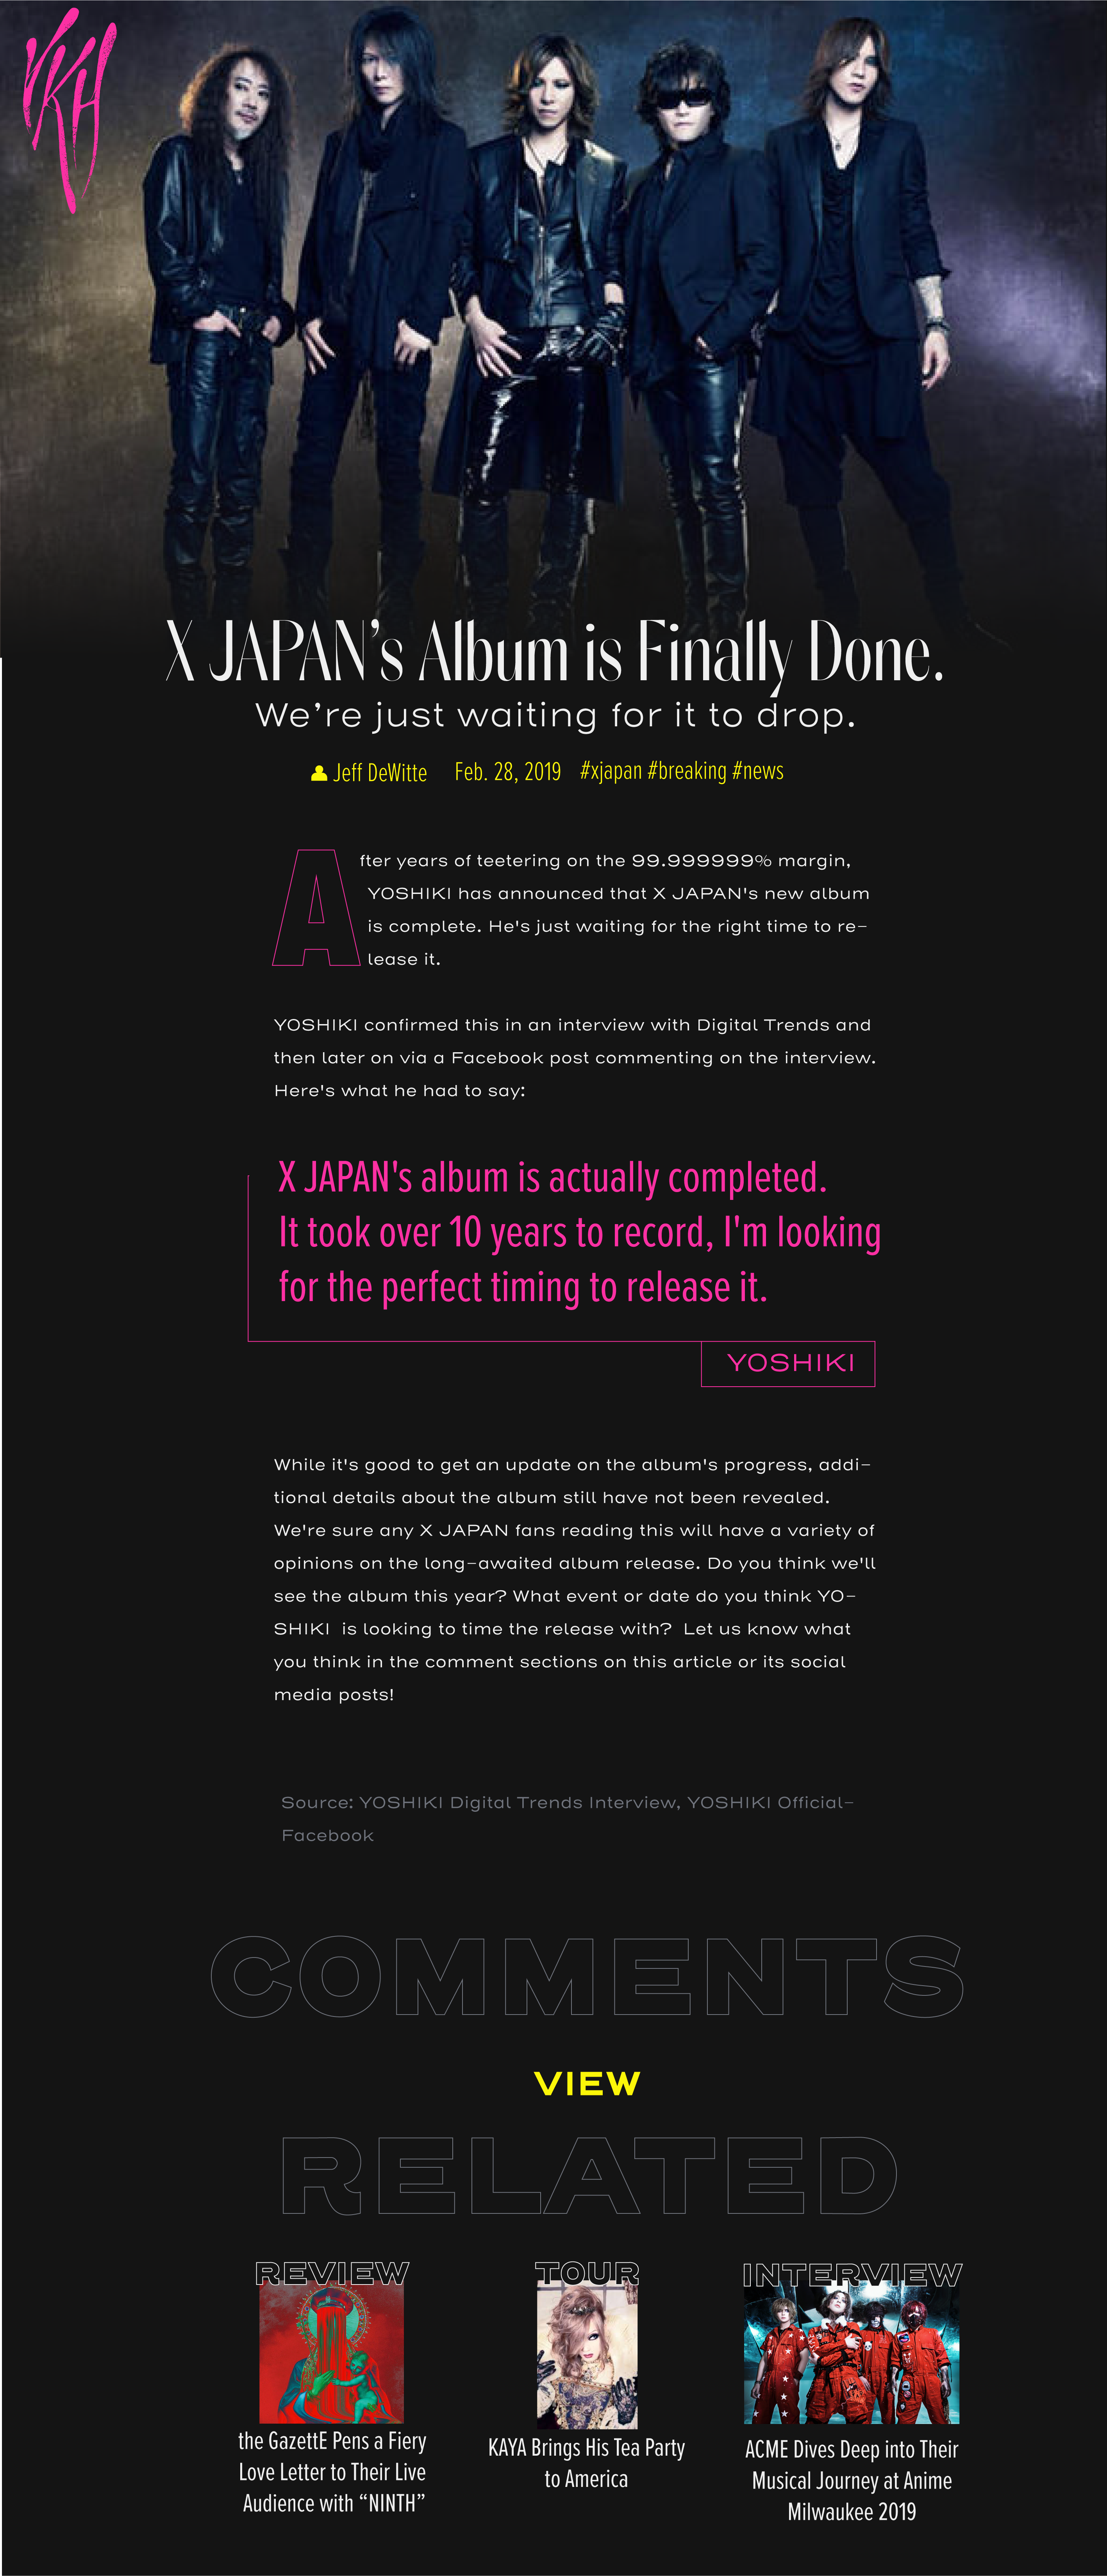 VKH
X JAPAN’s Album is Finally Done.
We’re just waiting for it to drop.
Jeff DeWitte Feb. 28, 2019 #xjapan #breaking #news
After years of teetering on the 99.999999% margin,
YOSHIKI has announced that X JAPAN's new album
is complete. He's just waiting for the right time to re-
lease it.
YOSHIKI confirmed this in an interview with Digital Trends and
then later on via a Facebook post commenting on the interview.
Here's what he had to say:
X JAPAN's album is actually completed.
It took over 10 years to record, I'm looking
for the perfect timing to release it.
YOSHIKI
While it's good to get an update on the album's progress, addi-
tional details about the album still have not been revealed.
We're sure any X JAPAN fans reading this will have a variety of
opinions on the long-awaited album release. Do you think we'll
see the album this year? What event or date do you think YO-
SHIKI  is looking to time the release with?  Let us know what
you think in the comment sections on this article or its social
media posts!
Source: YOSHIKI Digital Trends Interview, YOSHIKI Official-
Facebook
COMMENTS
VIEW
RELATED
REVIEW
the GazettE Pens a Fiery
Love Letter to Their Live
Audience with “NINTH”
TOUR
KAYA Brings His Tea Party
to America
INTERVIEW
ACME Dives Deep into Their
Musical Journey at Anime
Milwaukee 2019